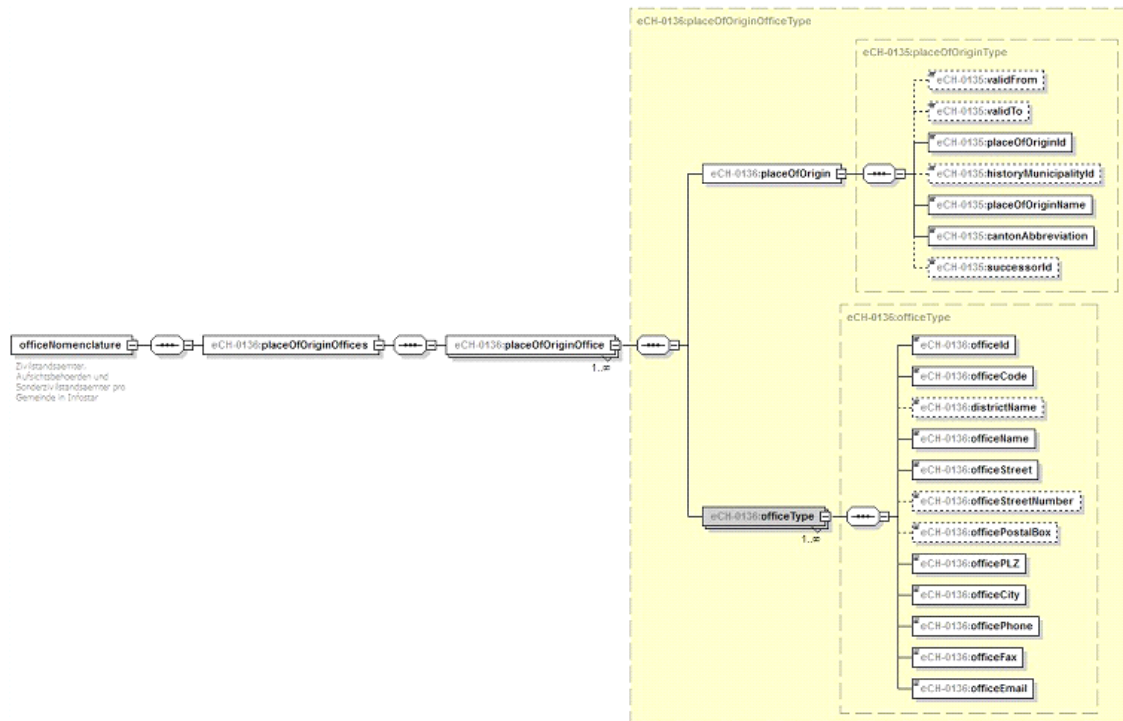 eCH-0136:placeOfOriginOfficeType
eCH-0135:placeOfOriginType
eCH-0135:validFrom
eCH-0135:validTo
eCH-0135:placeOfOriginId
eCH-0136:placeOfOrigin
eCH-0135:historyMunicipalityId
eCH-0135:placeOfOriginName
eCH-0135:cantonAbbreviation
eCH-0135:successorId
eCH-0136:officeType
officeNomenclature
eCH-0136:placeOfOriginOffices
eCH-0136:placeOfOriginOffice
1..∞
Zivilstandsaemter,
Aufsichtsbehoerden und
Sonderzivilstandsaemter pro
Gemeinde in Infostar
eCH-0136:officeId
eCH-0136:officeCode
eCH-0136:districtName
eCH-0136:officeName
eCH-0136:officeStreet
eCH-0136:officeStreetNumber
eCH-0136:officeType
1..∞
eCH-0136:officePostalBox
eCH-0136:officePLZ
eCH-0136:officeCity
eCH-0136:officePhone
eCH-0136:officeFax
eCH-0136:officeEmail